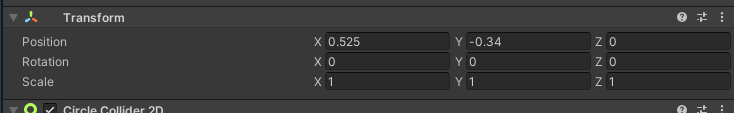 Transform
Position X 0.525 Y -0.34 Z 0
Rotation X 0 Y 0 Z 0
Scale X 1 Y 1 Z 1
Circle Collider 2D